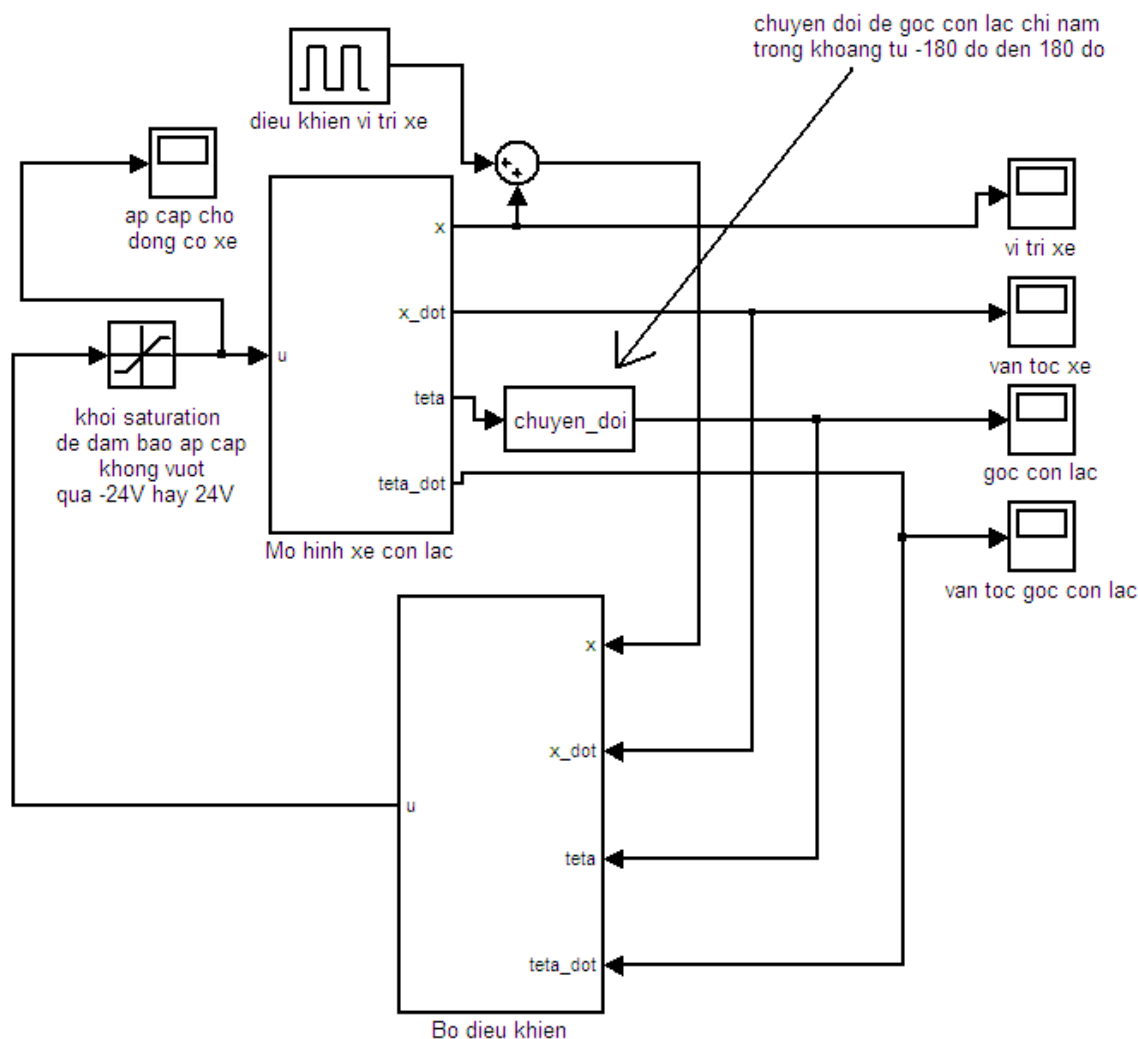 chuyen doi de goc con lac chi nam
trong khoang tu -180 do den 180 do
dieu khien vi tri xe
ap cap cho
dong co xe
+
+
x
vi tri xe
x_dot
van toc xe
u
teta
chuyen_doi
goc con lac
khoi saturation
de dam bao ap cap
khong vuot
qua -24V hay 24V
teta_dot
Mo hinh xe con lac
van toc goc con lac
x
x_dot
u
teta
teta_dot
Bo dieu khien